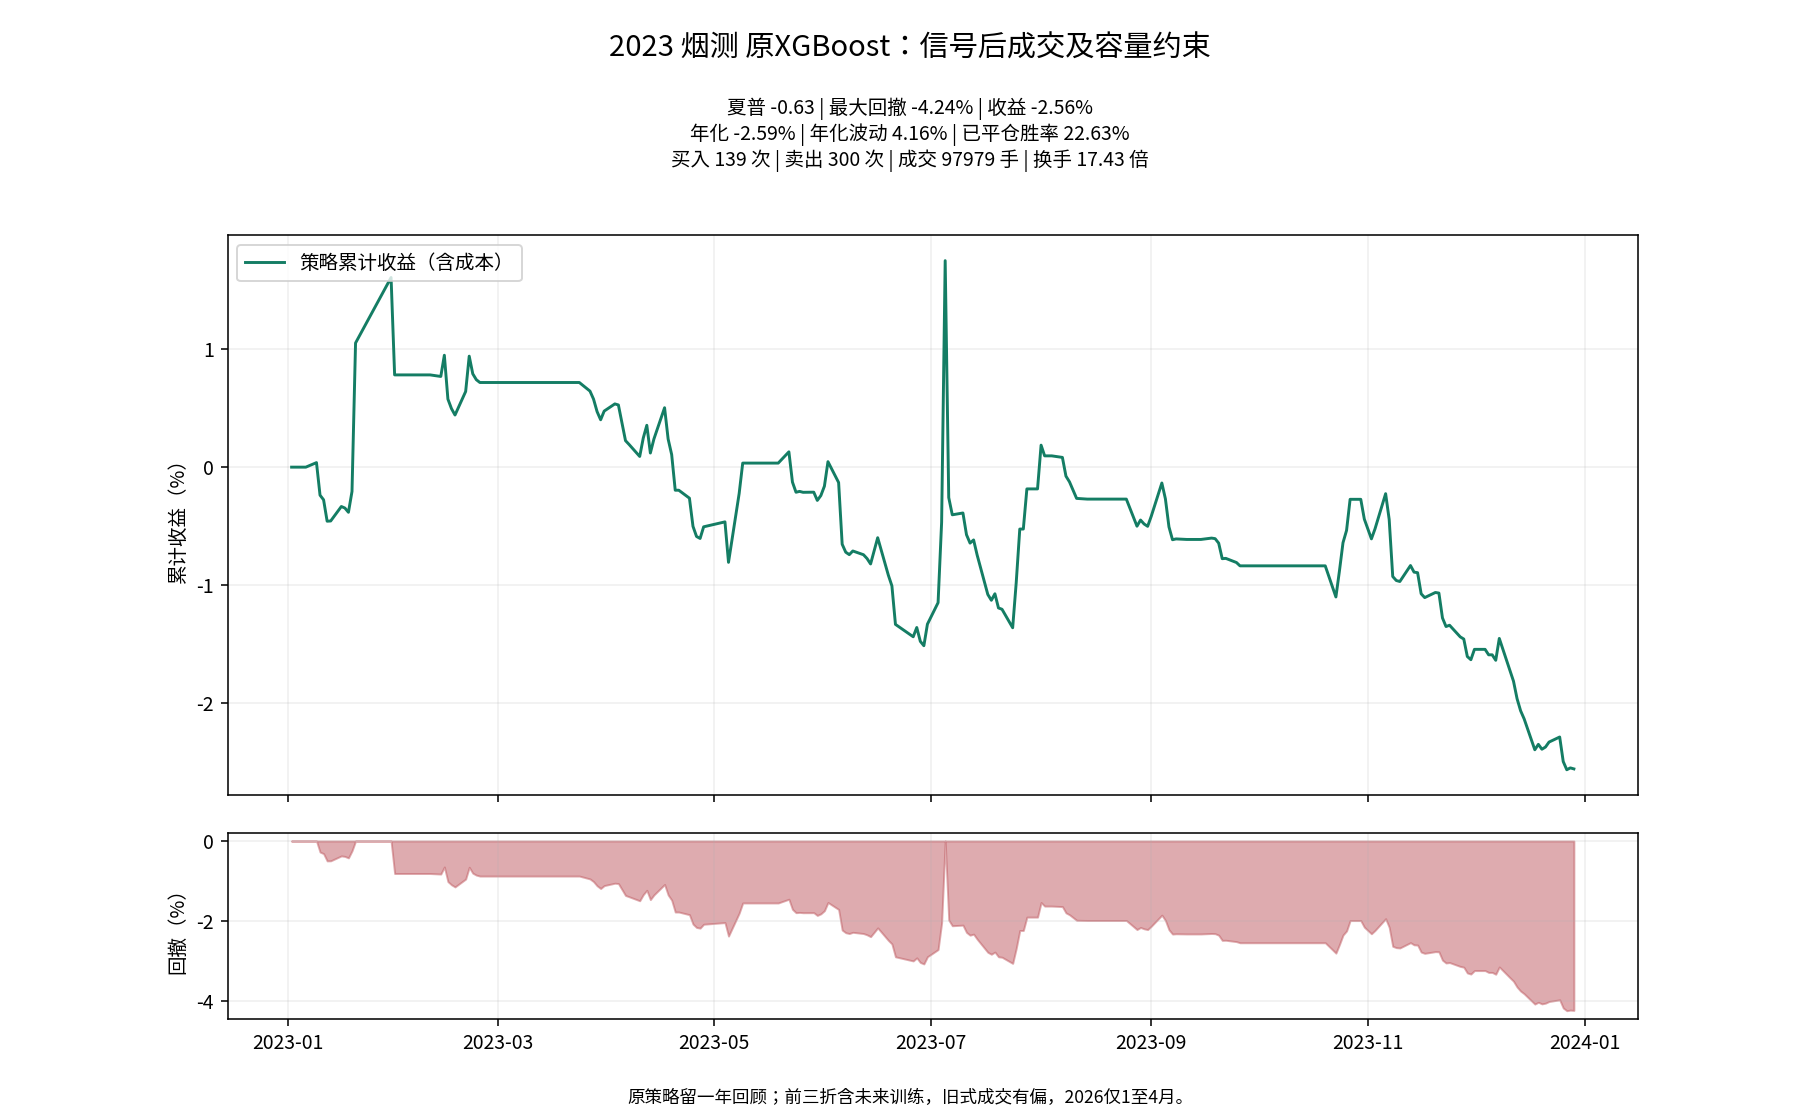 2023 烟测 原XGBoost：信号后成交及容量约束
夏普 -0.63 | 最大回撤 -4.24% | 收益 -2.56%
年化 -2.59% | 年化波动 4.16% | 已平仓胜率 22.63%
买入 139 次 | 卖出 300 次 | 成交 97979 手 | 换手 17.43 倍
策略累计收益（含成本）
累计收益（%）
1
0
-1
-2
回撤（%）
0
-2
-4
2023-01
2023-03
2023-05
2023-07
2023-09
2023-11
2024-01
原策略留一年回顾；前三折含未来训练，旧式成交有偏，2026仅1至4月。